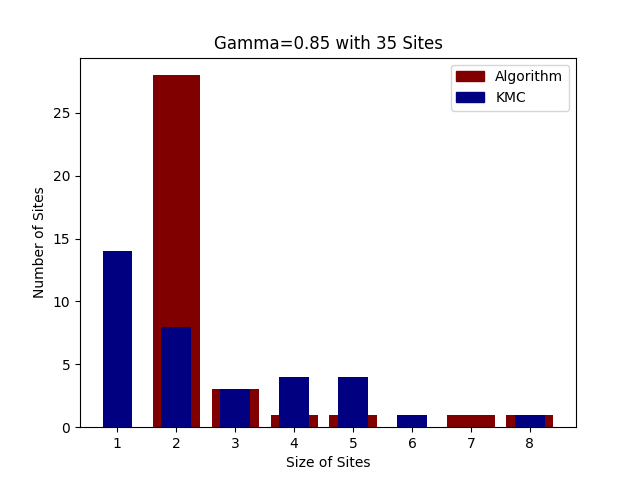 Gamma=0.85 with 35 Sites
Algorithm
KMC
Number of Sites
25
20
15
10
5
0
1 2 3 4 5 6 7 8
Size of Sites